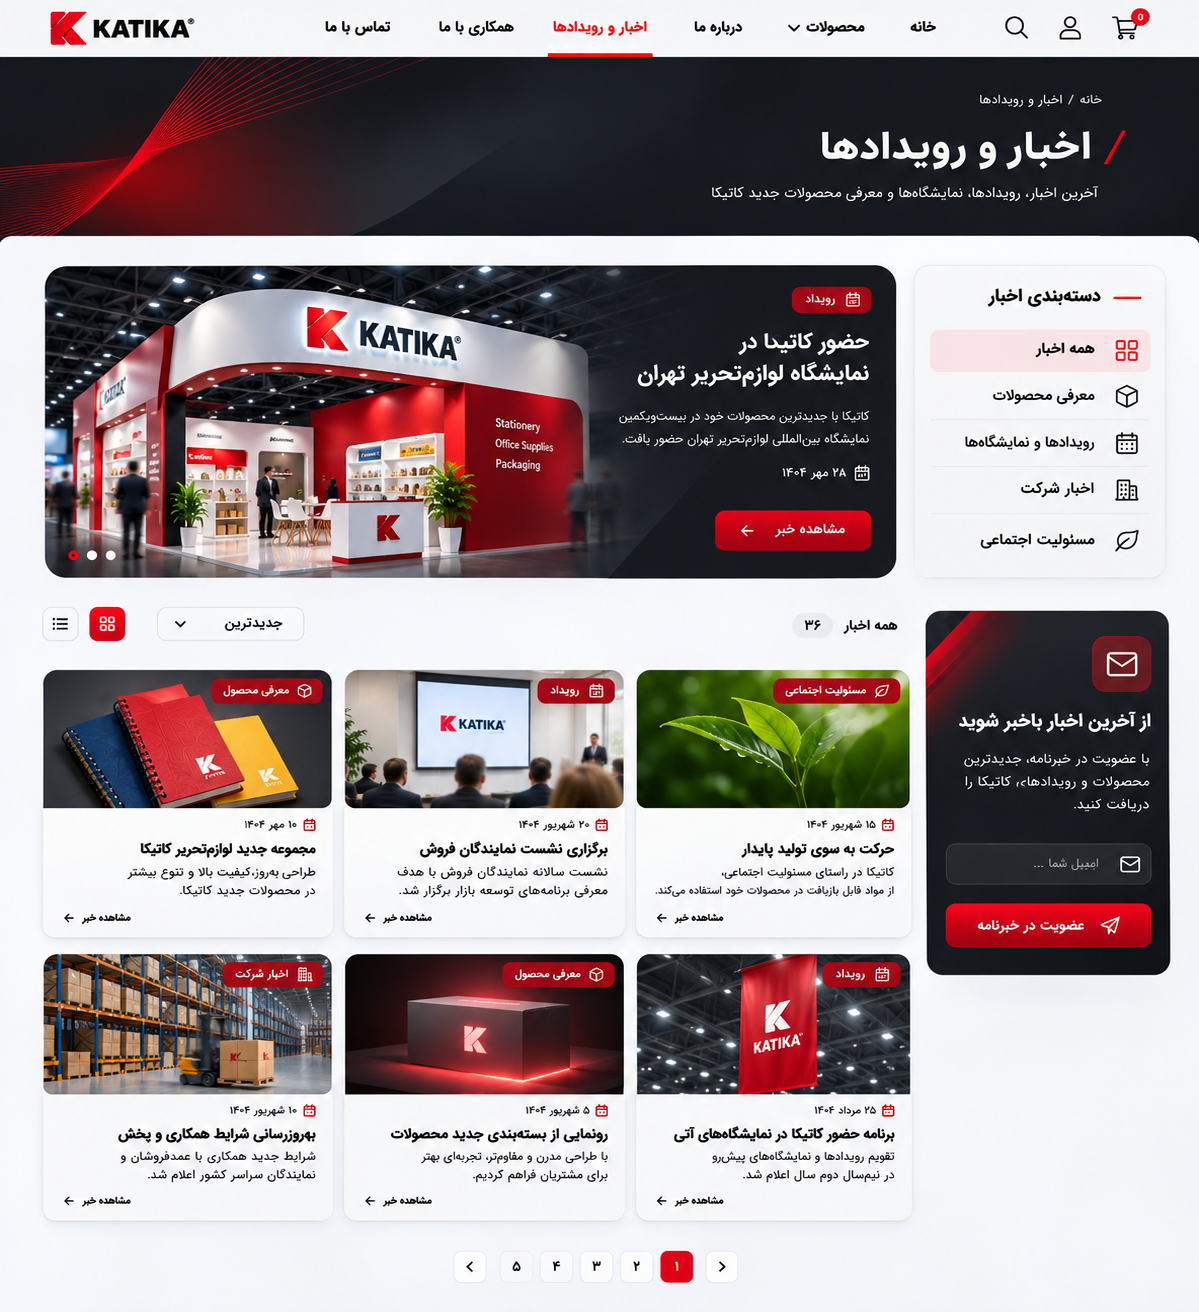 KATIKA®
خانه
محصولات
درباره ما
اخبار و رویدادها
همکاری با ما
تماس با ما
0
خانه / اخبار و رویدادها
اخبار و رویدادها
آخرین اخبار، رویدادها، نمایشگاه‌ها و معرفی محصولات جدید کاتیکا
دسته‌بندی اخبار
همه اخبار
معرفی محصولات
رویدادها و نمایشگاه‌ها
اخبار شرکت
مسئولیت اجتماعی
رویداد
حضور کاتیدا در
نمایشگاه لوازم‌تحریر تهران
کاتیکا با جدیدترین محصولات خود در بیست‌ویکمین
نمایشگاه بین‌المللی لوازم‌تحریر تهران حضور یافت.
۲۸ مهر ۱۴۰۴
مشاهده خبر
KATIKA®
Stationery
Office Supplies
Packaging
همه اخبار ۳۶
جدیدترین
از آخرین اخبار باخبر شوید
با عضویت در خبرنامه، جدیدترین
محصولات و رویدادهای کاتیکا را
دریافت کنید.
ایمیل شما ...
عضویت در خبرنامه
مسئولیت اجتماعی
۱۵ شهریور ۱۴۰۴
حرکت به سوی تولید پایدار
کاتیکا در راستای مسئولیت اجتماعی،
از مواد قابل بازیافت در محصولات خود استفاده می‌کند.
مشاهده خبر
رویداد
KATIKA
۲۰ شهریور ۱۴۰۴
برگزاری نشست نمایندگان فروش
نشست سالانه نمایندگان فروش با هدف
معرفی برنامه‌های توسعه بازار برگزار شد.
مشاهده خبر
معرفی محصول
۱۰ مهر ۱۴۰۴
مجموعه جدید لوازم‌تحریر کاتیکا
طراحی به‌روز،کیفیت بالا و تنوع بیشتر
در محصولات جدید کاتیکا.
مشاهده خبر
رویداد
KATIKA
۲۵ مرداد ۱۴۰۴
برنامه حضور کاتیکا در نمایشگاه‌های آتی
تقویم رویدادها و نمایشگاه‌های پیش‌رو
در نیم‌سال دوم سال اعلام شد.
مشاهده خبر
معرفی محصول
۵ شهریور ۱۴۰۴
رونمایی از بسته‌بندی جدید محصولات
با طراحی مدرن و مقاوم‌تر، تجربه‌ای بهتر
برای مشتریان فراهم کردیم.
مشاهده خبر
اخبار شرکت
۱۰ شهریور ۱۴۰۴
به‌روزرسانی شرایط همکاری و پخش
شرایط جدید همکاری با عمدفروشان و
نمایندگان سراسر کشور اعلام شد.
مشاهده خبر
۱ ۲ ۳ ۴ ۵